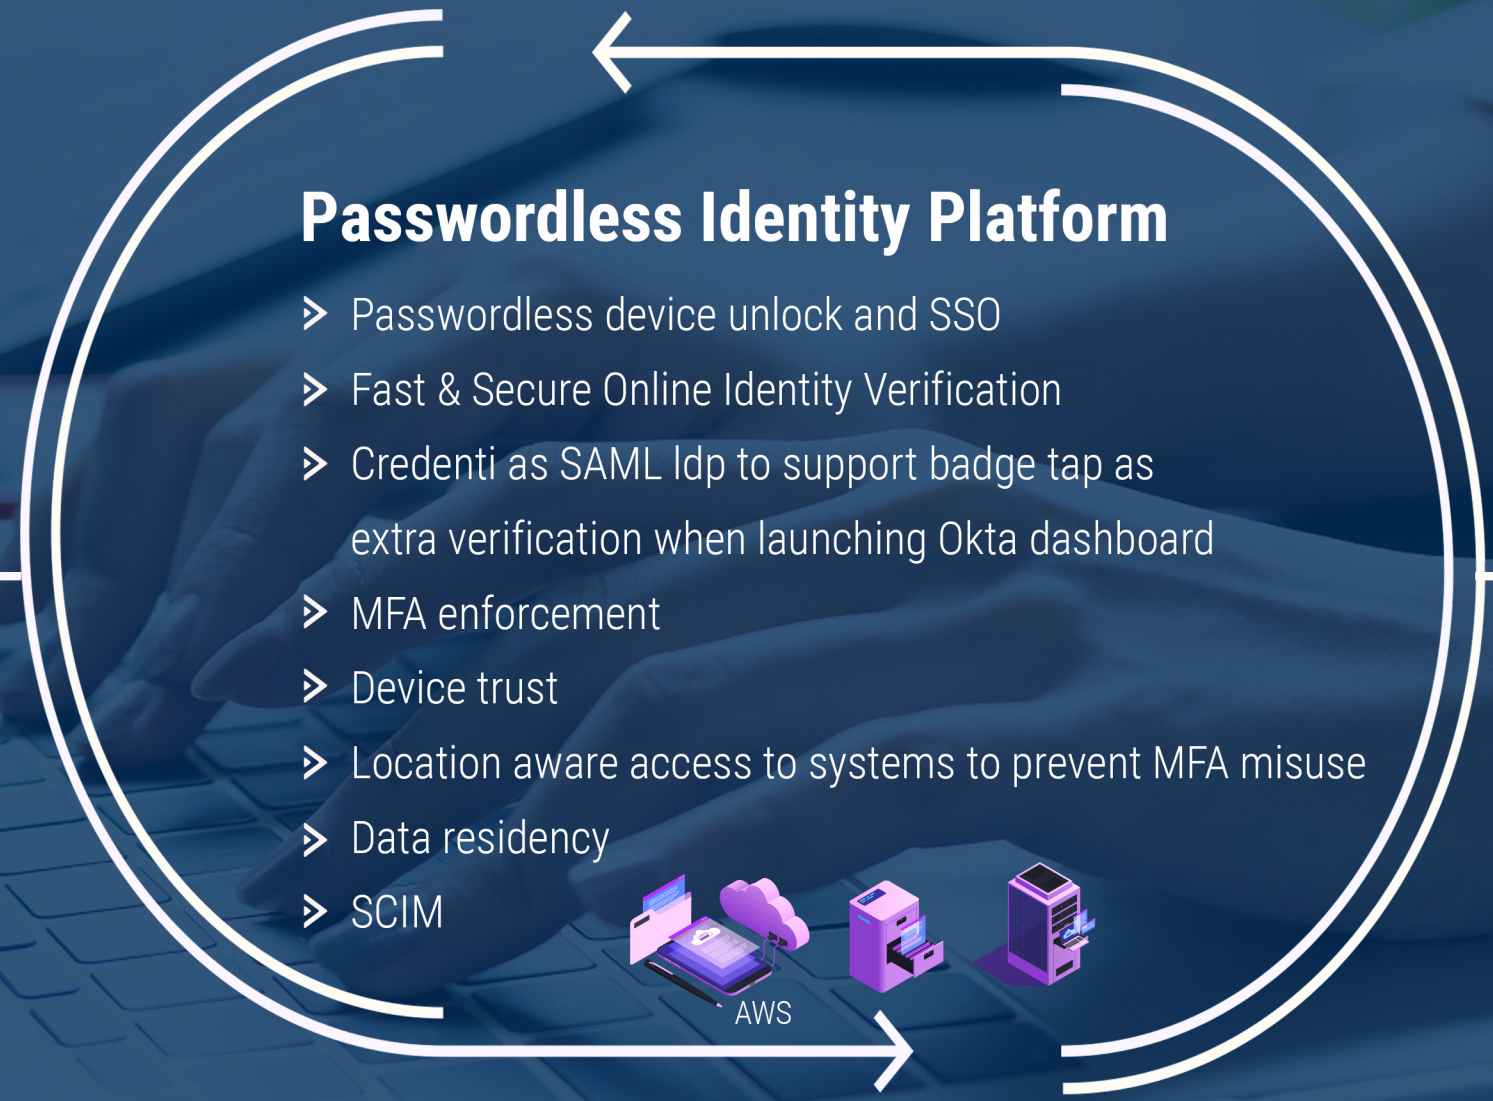 Passwordless Identity Platform
Passwordless device unlock and SSO
Fast & Secure Online Identity Verification
Credenti as SAML ldp to support badge tap as
extra verification when launching Okta dashboard
MFA enforcement
Device trust
Location aware access to systems to prevent MFA misuse
Data residency
SCIM
AWS